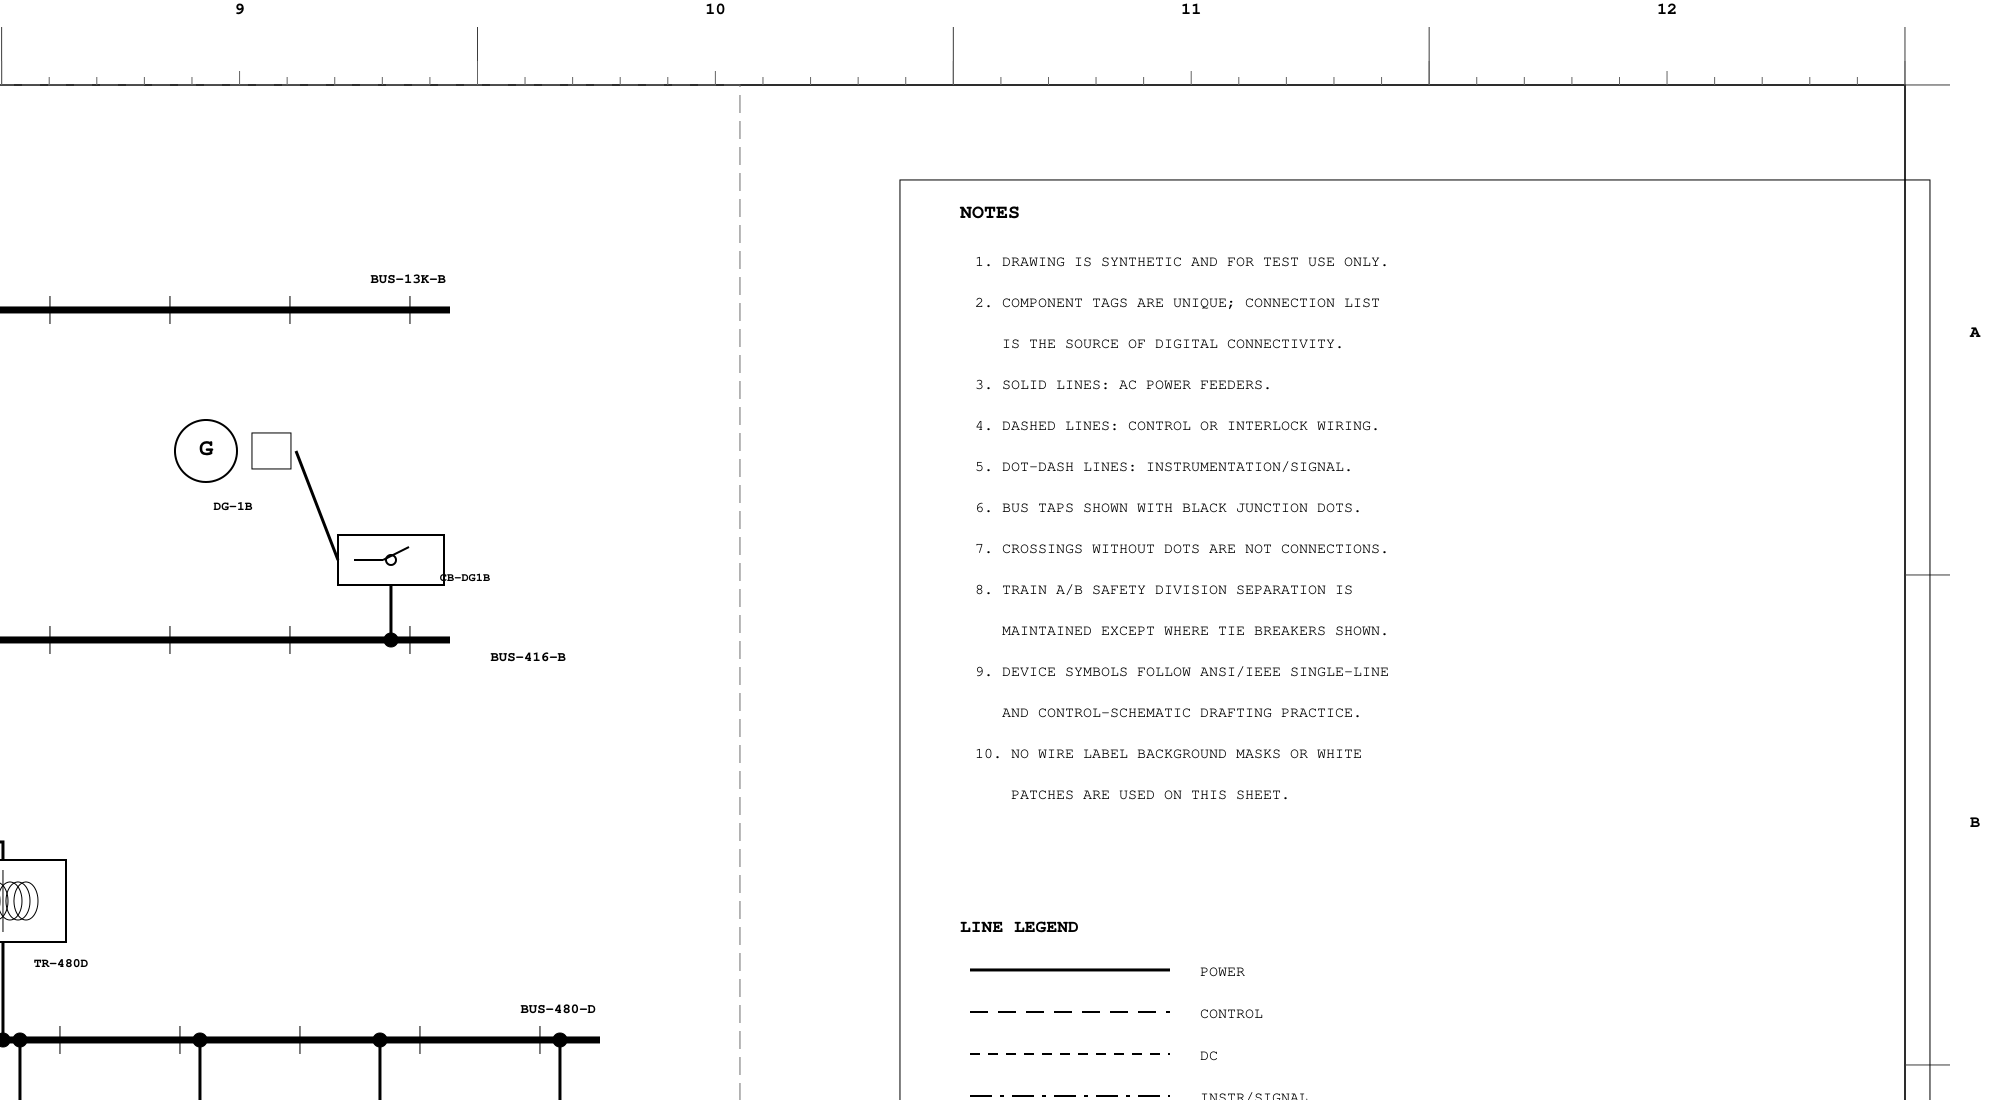 9 10 11 12
NOTES
1. DRAWING IS SYNTHETIC AND FOR TEST USE ONLY.
2. COMPONENT TAGS ARE UNIQUE; CONNECTION LIST
IS THE SOURCE OF DIGITAL CONNECTIVITY.
3. SOLID LINES: AC POWER FEEDERS.
4. DASHED LINES: CONTROL OR INTERLOCK WIRING.
5. DOT-DASH LINES: INSTRUMENTATION/SIGNAL.
6. BUS TAPS SHOWN WITH BLACK JUNCTION DOTS.
7. CROSSINGS WITHOUT DOTS ARE NOT CONNECTIONS.
8. TRAIN A/B SAFETY DIVISION SEPARATION IS
MAINTAINED EXCEPT WHERE TIE BREAKERS SHOWN.
9. DEVICE SYMBOLS FOLLOW ANSI/IEEE SINGLE-LINE
AND CONTROL-SCHEMATIC DRAFTING PRACTICE.
10. NO WIRE LABEL BACKGROUND MASKS OR WHITE
PATCHES ARE USED ON THIS SHEET.
BUS-13K-B
A
G
DG-1B
CB-DG1B
BUS-416-B
B
TR-480D
BUS-480-D
LINE LEGEND
POWER
CONTROL
DC
INSTR/SIGNAL